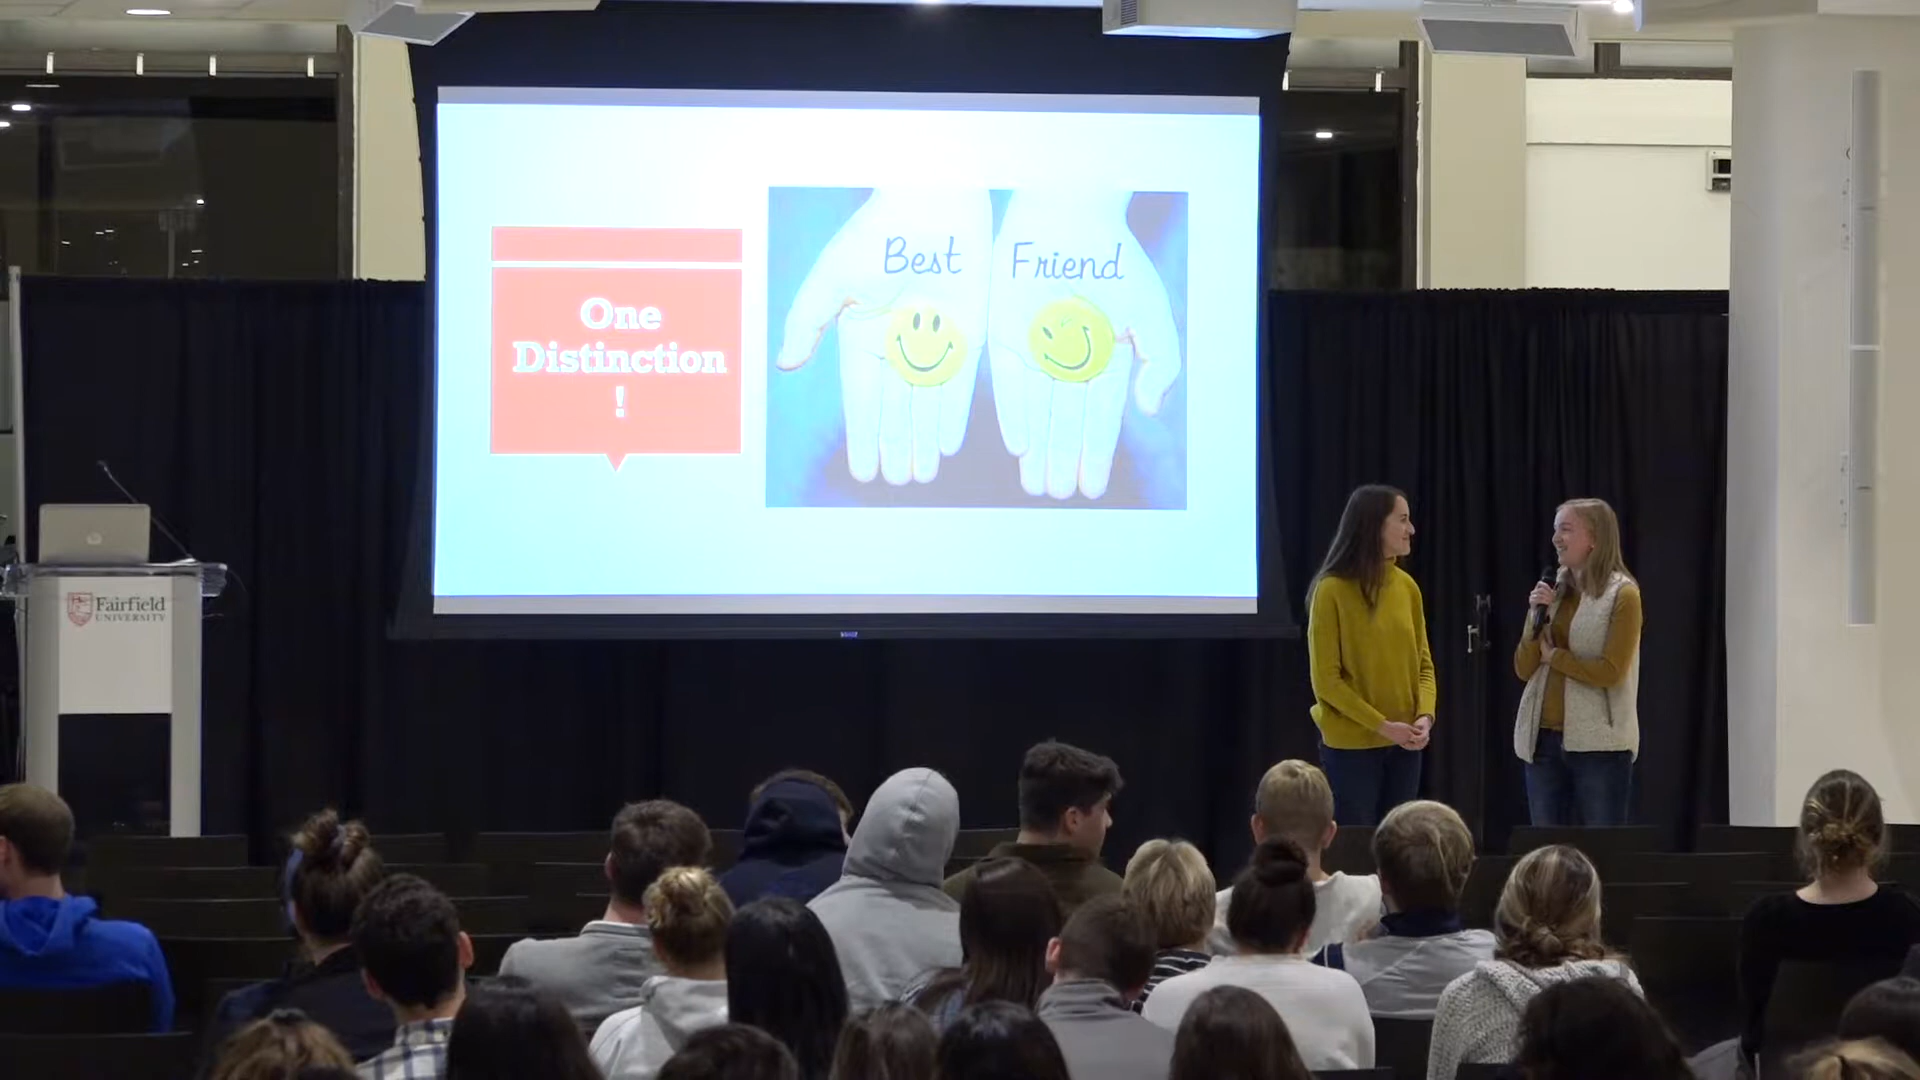 One
Distinction
!
Best Friend
Fairfield
UNIVERSITY